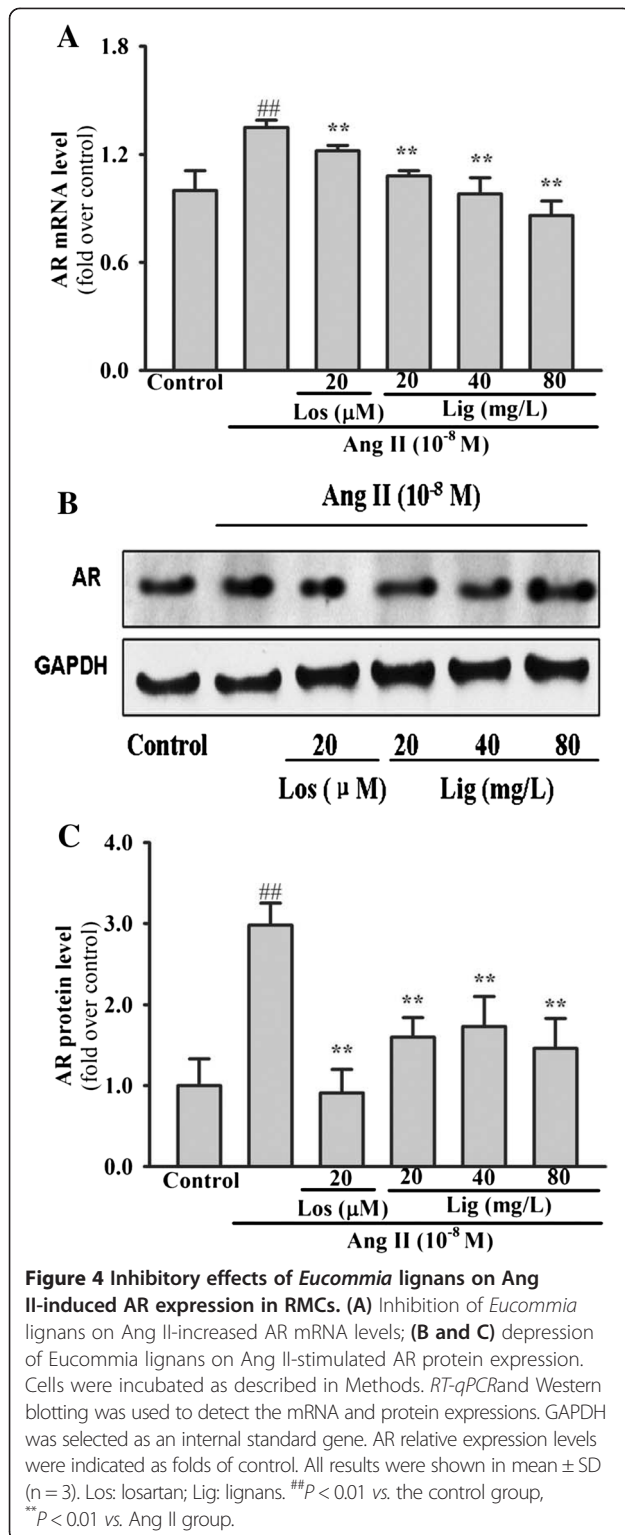 A
1.8
1.2
0.6
0.0
AR mRNA level
(fold over control)
##
**
**
**
**
Control
20
20
40
80
Los (μM)
Lig (mg/L)
Ang II (10-8 M)
B
Ang II (10-8 M)
AR
GAPDH
Control
20
20
40
80
Los ( μ M)
Lig (mg/L)
C
4.0
3.0
2.0
1.0
0.0
AR protein level
(fold over control)
##
**
**
**
**
Control
20
20
40
80
Los (μM)
Lig (mg/L)
Ang II (10-8 M)
Figure 4 Inhibitory effects of Eucommia lignans on Ang
II-induced AR expression in RMCs. (A) Inhibition of Eucommia
lignans on Ang II-increased AR mRNA levels; (B and C) depression
of Eucommia lignans on Ang II-stimulated AR protein expression.
Cells were incubated as described in Methods. RT-qPCRand Western
blotting was used to detect the mRNA and protein expressions. GAPDH
was selected as an internal standard gene. AR relative expression levels
were indicated as folds of control. All results were shown in mean ± SD
(n = 3). Los: losartan; Lig: lignans. ##P < 0.01 vs. the control group,
**P < 0.01 vs. Ang II group.